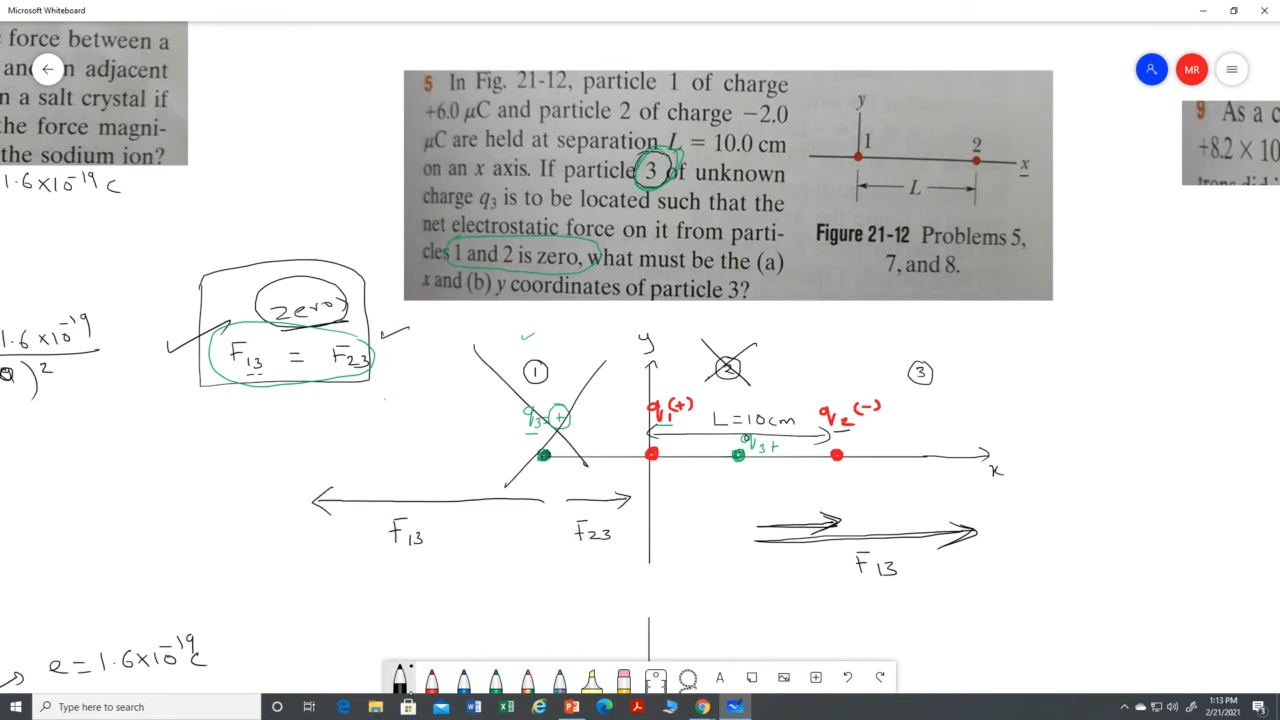 Microsoft Whiteboard
force between a
an adjacent
n a salt crystal if
the force magni-
the sodium ion?
1.6×10⁻¹⁹ C
MR
5 In Fig. 21-12, particle 1 of charge
+6.0 μC and particle 2 of charge −2.0
μC are held at separation L = 10.0 cm
on an x axis. If particle 3 of unknown
charge q₃ is to be located such that the
net electrostatic force on it from parti-
cles 1 and 2 is zero, what must be the (a)
x and (b) y coordinates of particle 3?
y
1
2
x
L
Figure 21-12 Problems 5,
7, and 8.
9 As a c
+8.2 × 10
zero
F₁₃ = F₂₃
1.6×10⁻¹⁹
)²
①
y
②
③
q₃ +
q₁(+)
L=10cm
q₂(−)
q₃+
x
F₁₃
F₂₃
F₁₃
e=1.6×10⁻¹⁹C
A
Type here to search
1:13 PM
2/21/2021